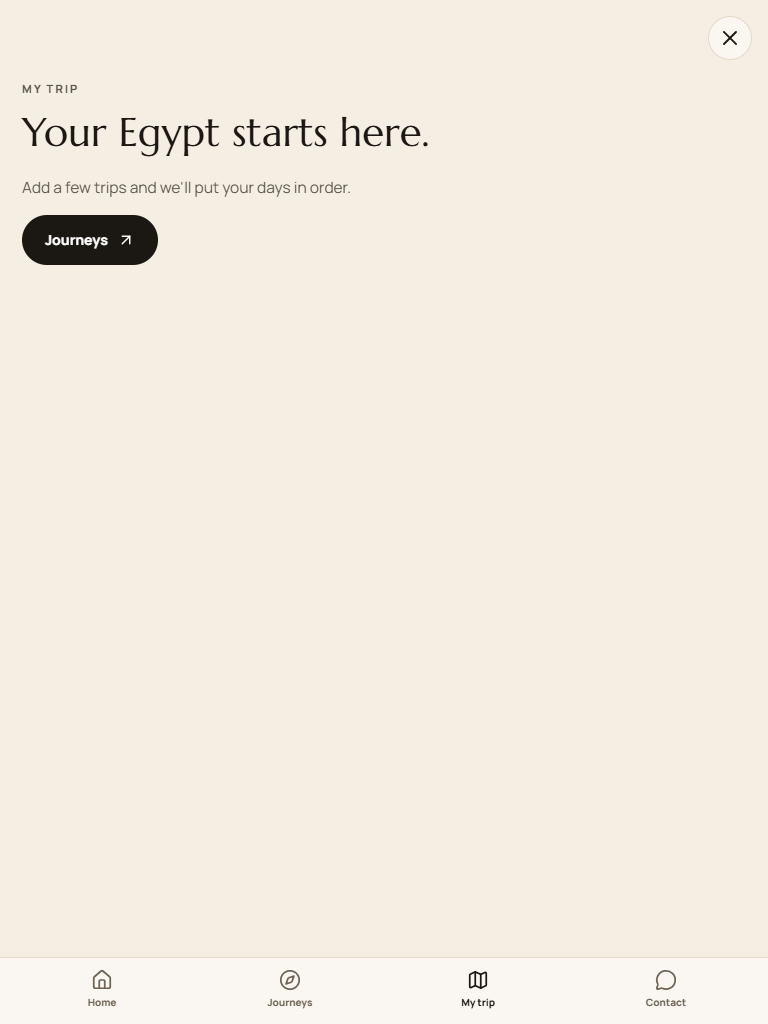 MY TRIP
Your Egypt starts here.
Add a few trips and we'll put your days in order.
Journeys
Home
Journeys
My trip
Contact